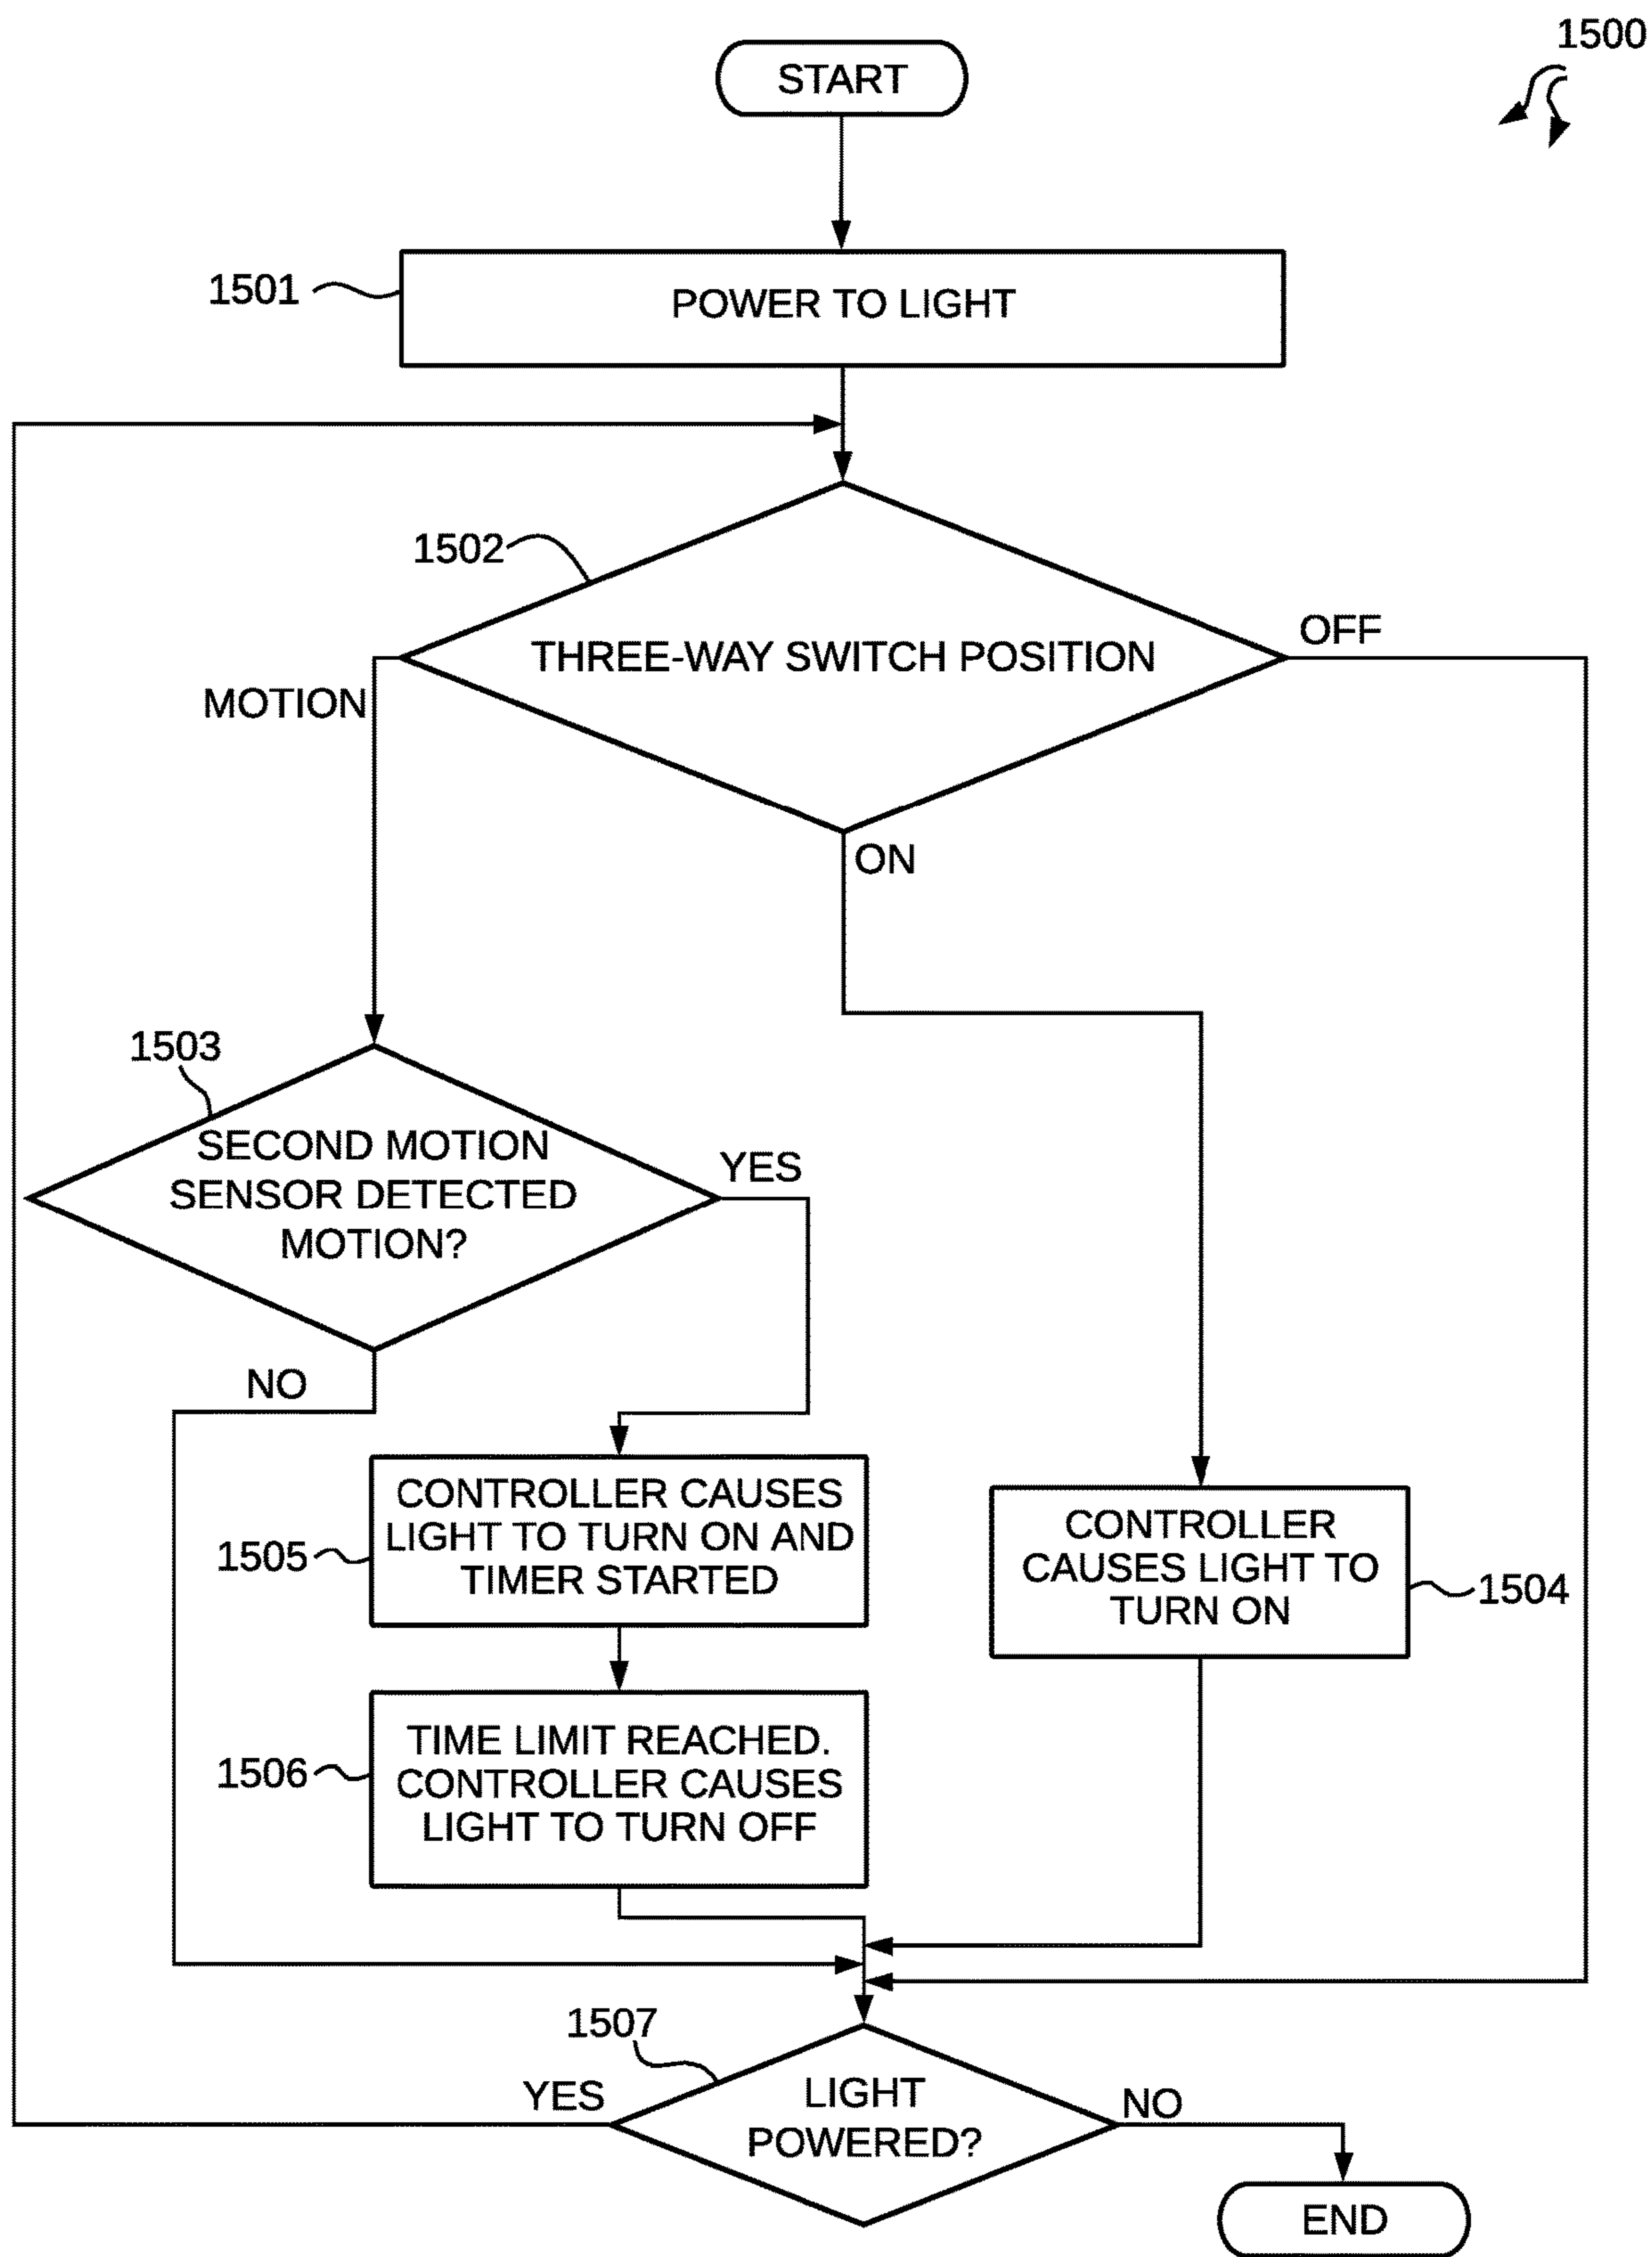 1500
START
1501
POWER TO LIGHT
1502
THREE-WAY SWITCH POSITION
OFF
MOTION
ON
1503
SECOND MOTION
SENSOR DETECTED
MOTION?
YES
NO
CONTROLLER CAUSES
LIGHT TO TURN ON AND
TIMER STARTED
1505
CONTROLLER
CAUSES LIGHT TO
TURN ON
1504
TIME LIMIT REACHED.
CONTROLLER CAUSES
LIGHT TO TURN OFF
1506
1507
LIGHT
POWERED?
YES
NO
END